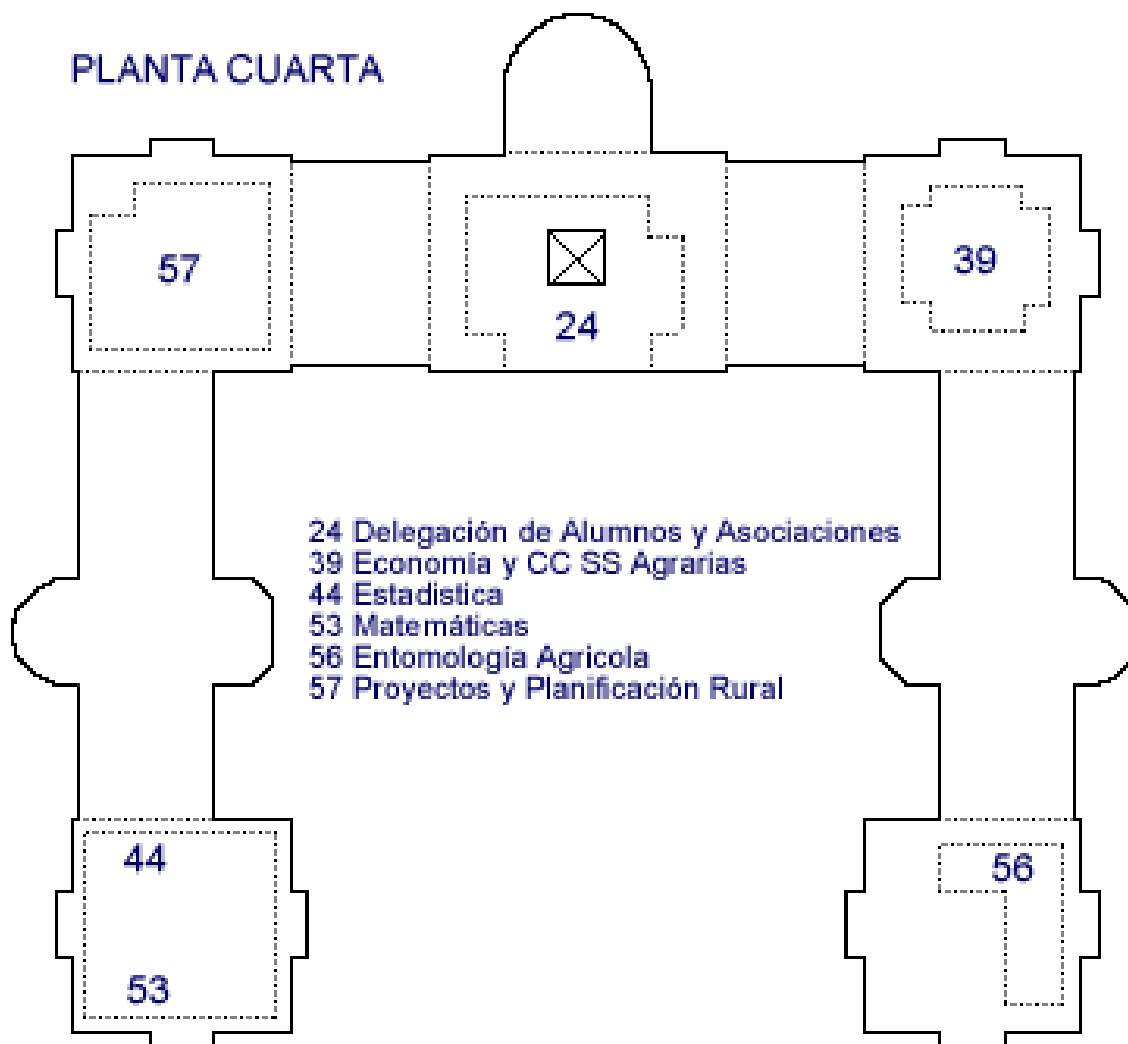 PLANTA CUARTA
57
39
24
24 Delegación de Alumnos y Asociaciones
39 Economía y CC SS Agrarias
44 Estadística
53 Matemáticas
56 Entomología Agrícola
57 Proyectos y Planificación Rural
44
56
53